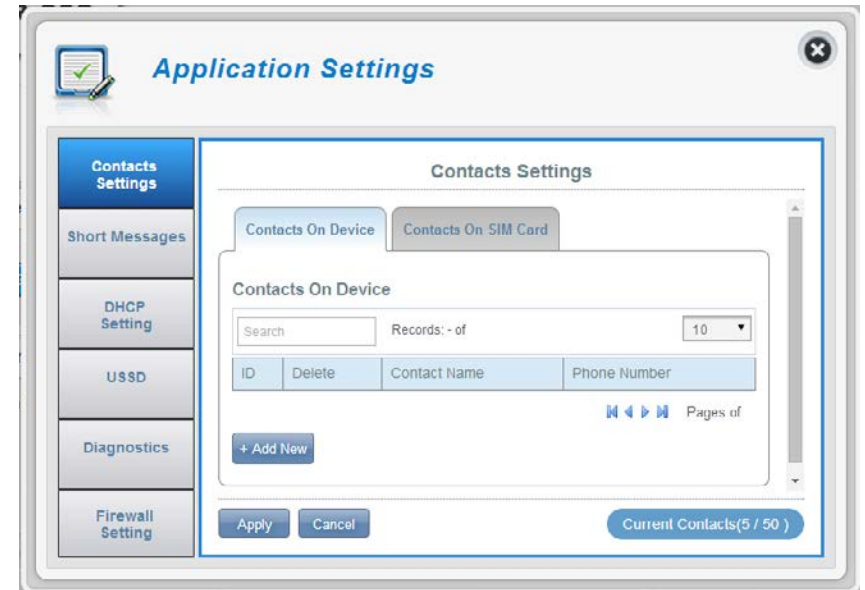 Application Settings
Contacts
Settings
Short Messages
DHCP
Setting
USSD
Diagnostics
Firewall
Setting
Contacts Settings
Contacts On Device
Contacts On SIM Card
Contacts On Device
Search
Records: - of
10
ID Delete Contact Name Phone Number
Pages of
+ Add New
Apply
Cancel
Current Contacts(5 / 50 )